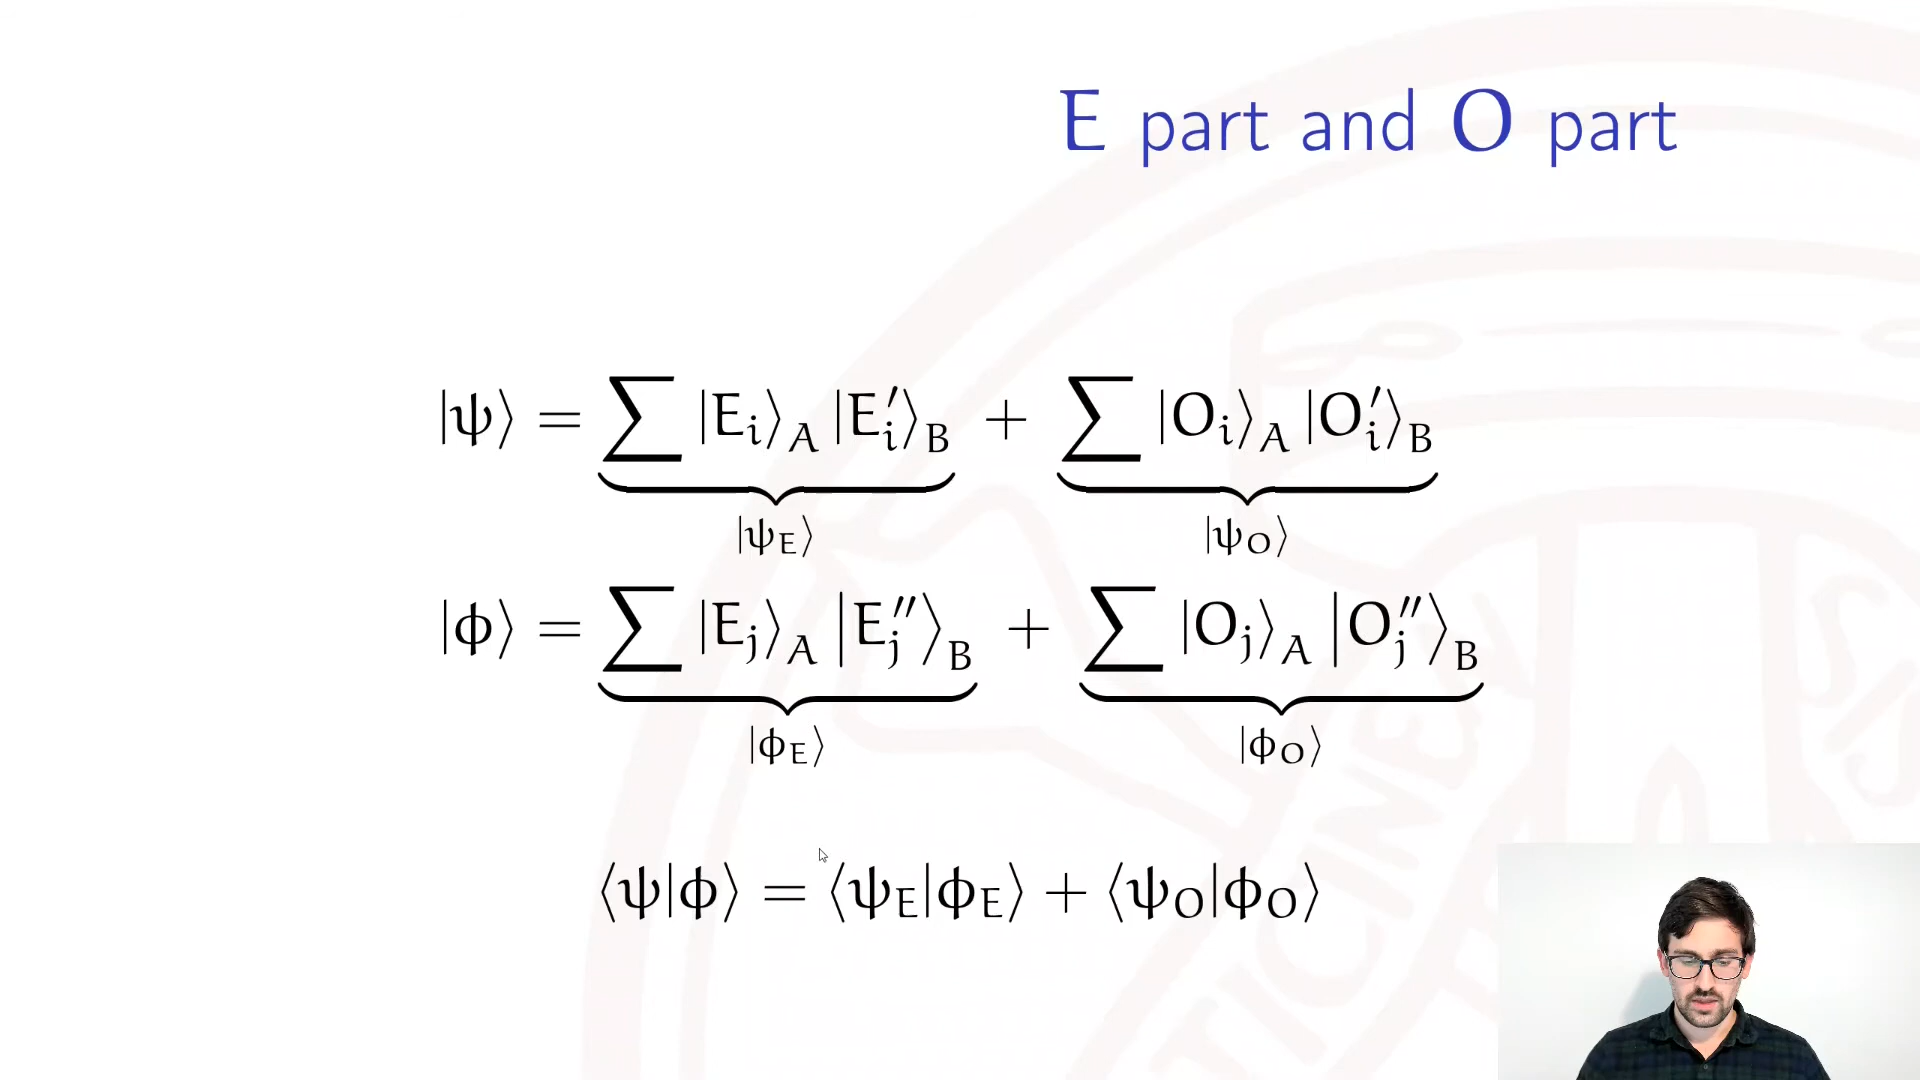 E part and O part
|ψ⟩ = ∑ |E_i⟩_A |E′_i⟩_B + ∑ |O_i⟩_A |O′_i⟩_B
|ψ_E⟩ |ψ_O⟩
|ϕ⟩ = ∑ |E_j⟩_A |E″_j⟩_B + ∑ |O_j⟩_A |O″_j⟩_B
|ϕ_E⟩ |ϕ_O⟩
⟨ψ|ϕ⟩ = ⟨ψ_E|ϕ_E⟩ + ⟨ψ_O|ϕ_O⟩